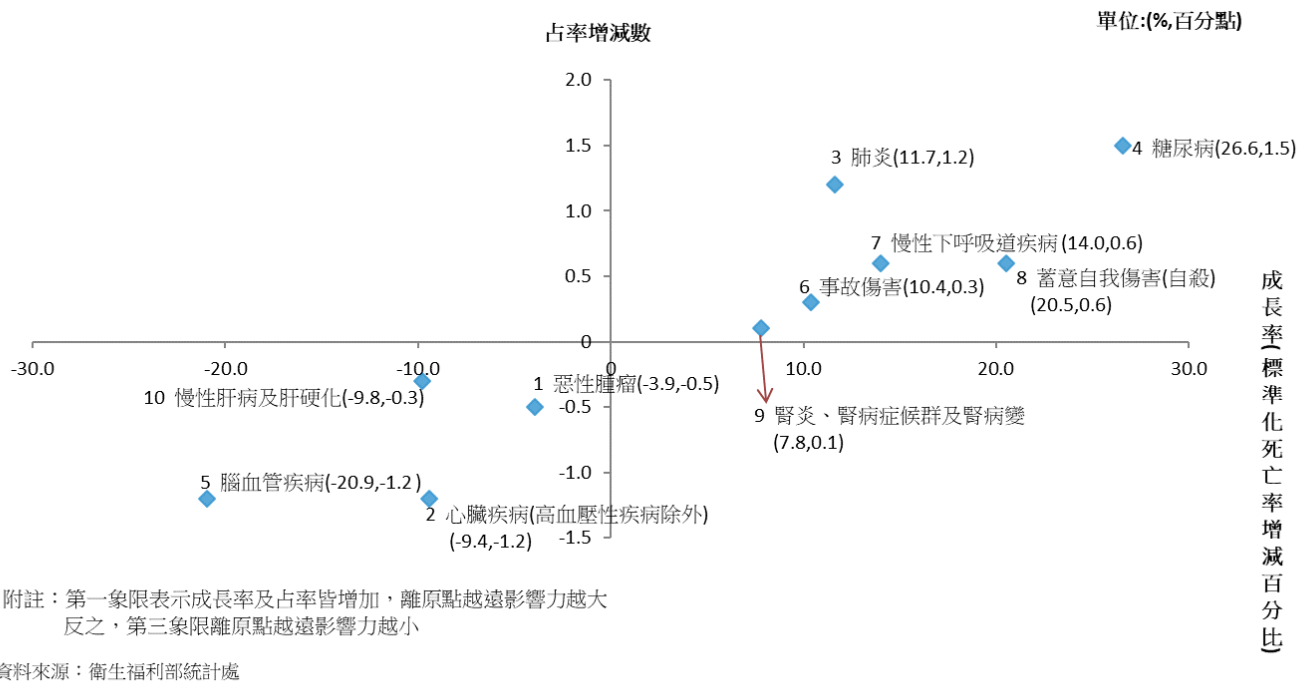 占率增減數
單位:(%,百分點)
2.0
1.5
1.0
0.5
0
-0.5
-1.0
-1.5
-30.0
-20.0
-10.0
0
10.0
20.0
30.0
3 肺炎(11.7,1.2)
4 糖尿病(26.6,1.5)
7 慢性下呼吸道疾病(14.0,0.6)
8 蓄意自我傷害(自殺)
(20.5,0.6)
6 事故傷害(10.4,0.3)
10 慢性肝病及肝硬化(-9.8,-0.3)
1 惡性腫瘤(-3.9,-0.5)
9 腎炎、腎病症候群及腎病變
(7.8,0.1)
5 腦血管疾病(-20.9,-1.2)
2 心臟疾病(高血壓性疾病除外)
(-9.4,-1.2)
成長率(標準化死亡率增減百分比)
附註：第一象限表示成長率及占率皆增加，離原點越遠影響力越大
反之，第三象限離原點越遠影響力越小
資料來源：衛生福利部統計處